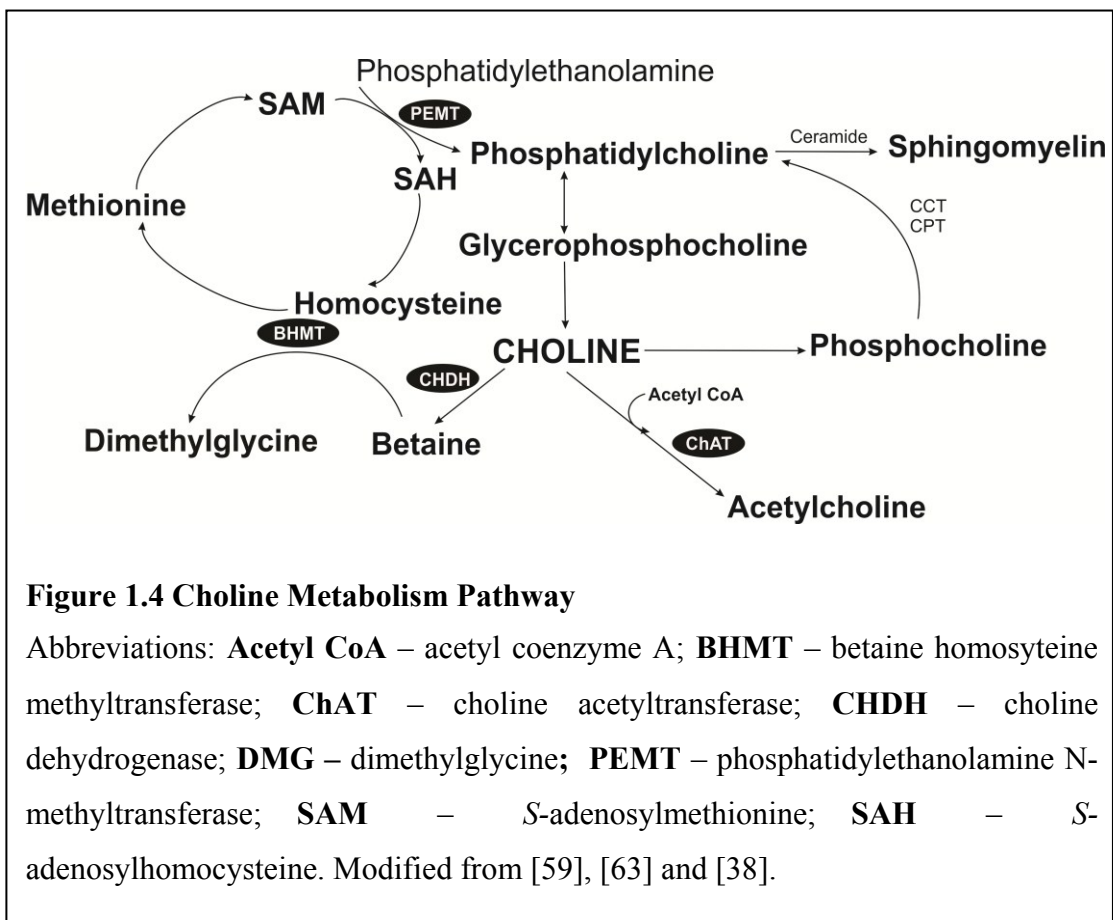 Phosphatidylethanolamine
SAM
PEMT
Phosphatidylcholine
Ceramide
Sphingomyelin
SAH
Methionine
CCT
CPT
Glycerophosphocholine
Homocysteine
BHMT
CHOLINE
Phosphocholine
CHDH
Acetyl CoA
Dimethylglycine
Betaine
ChAT
Acetylcholine
Figure 1.4 Choline Metabolism Pathway
Abbreviations: Acetyl CoA – acetyl coenzyme A; BHMT – betaine homosyteine
methyltransferase; ChAT – choline acetyltransferase; CHDH – choline
dehydrogenase; DMG – dimethylglycine; PEMT – phosphatidylethanolamine N-
methyltransferase; SAM – S-adenosylmethionine; SAH – S-
adenosylhomocysteine. Modified from [59], [63] and [38].